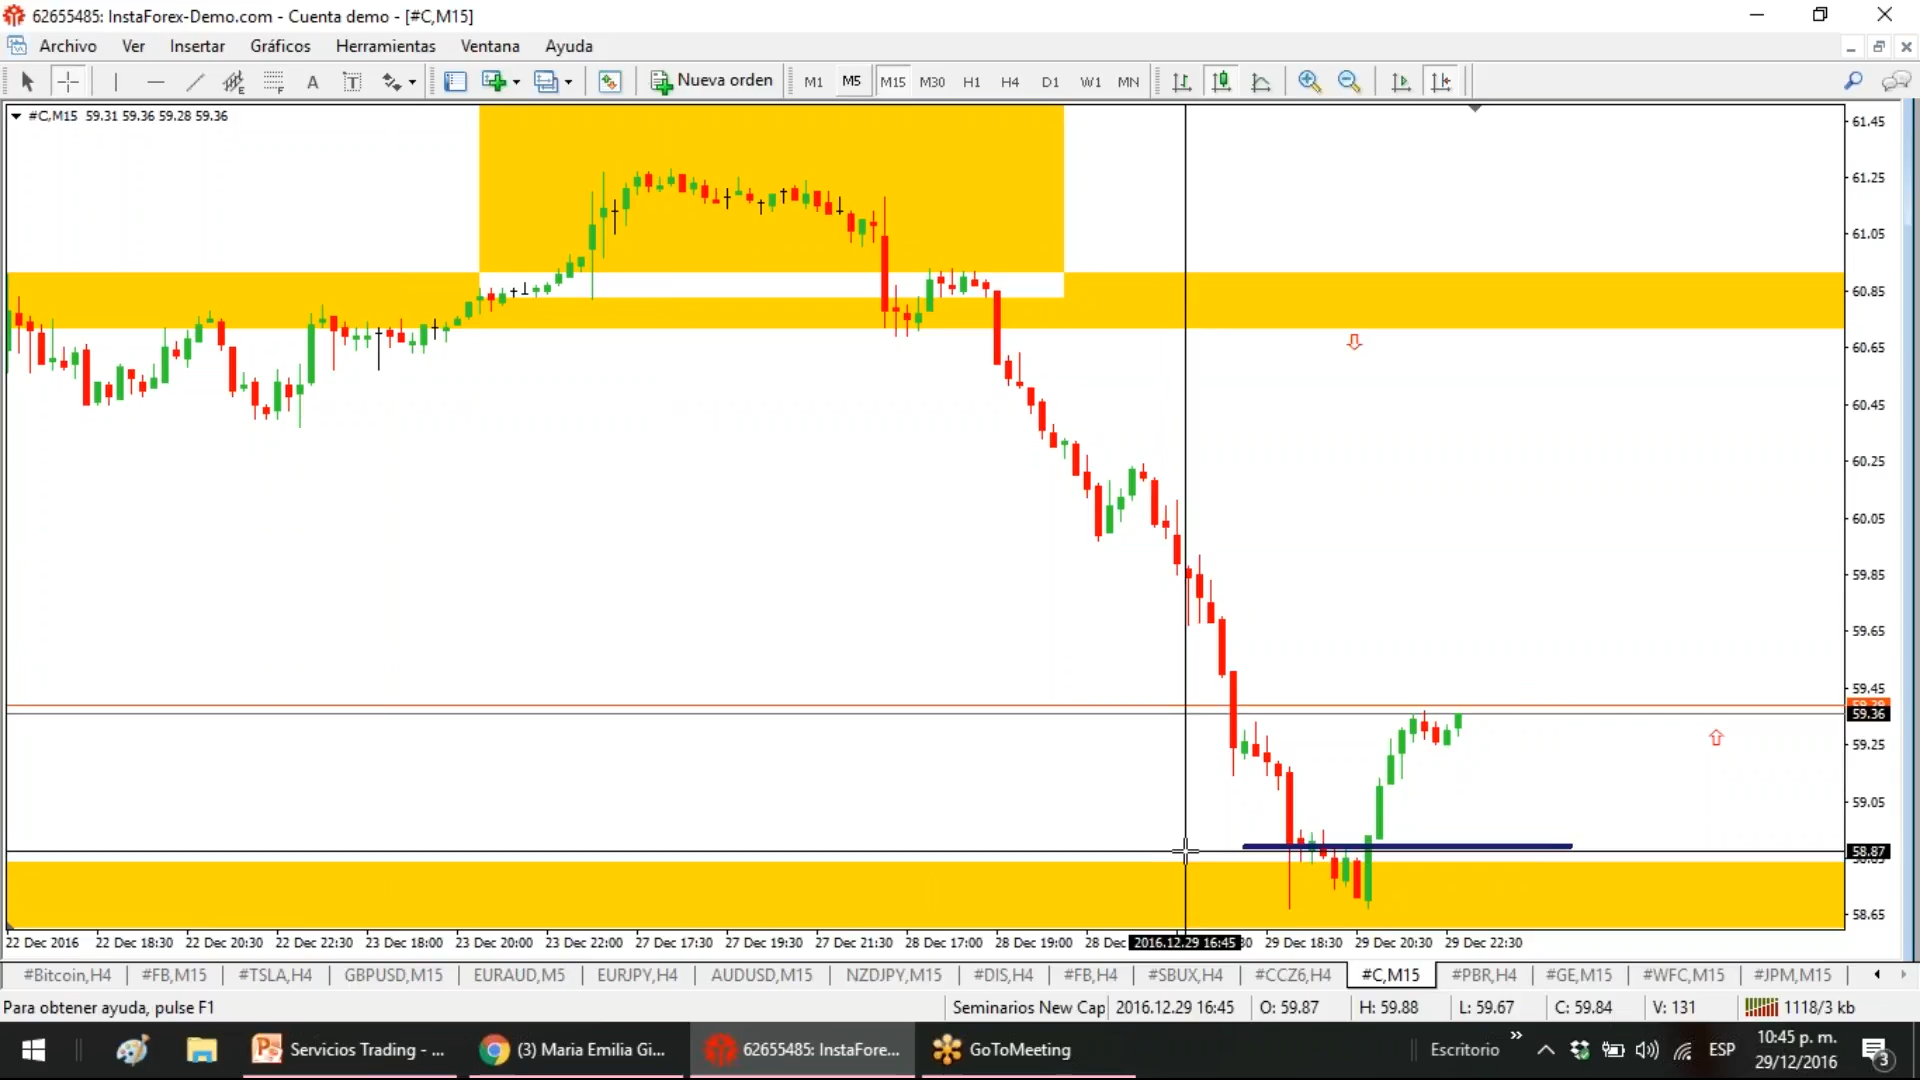 62655485: InstaForex-Demo.com - Cuenta demo - [#C,M15]
Archivo Ver Insertar Gráficos Herramientas Ventana Ayuda
Nueva orden M1 M5 M15 M30 H1 H4 D1 W1 MN
#C,M15 59.31 59.36 59.28 59.36
61.45
61.25
61.05
60.85
60.65
60.45
60.25
60.05
59.85
59.65
59.45
59.36
59.25
59.05
58.87
58.65
22 Dec 2016 22 Dec 18:30 22 Dec 20:30 22 Dec 22:30 23 Dec 18:00 23 Dec 20:00 23 Dec 22:00 27 Dec 17:30 27 Dec 19:30 27 Dec 21:30 28 Dec 17:00 28 Dec 19:00 28 Dec 2016.12.29 16:45 30 29 Dec 18:30 29 Dec 20:30 29 Dec 22:30
#Bitcoin,H4 #FB,M15 #TSLA,H4 GBPUSD,M15 EURAUD,M5 EURJPY,H4 AUDUSD,M15 NZDJPY,M15 #DIS,H4 #FB,H4 #SBUX,H4 #CCZ6,H4 #C,M15 #PBR,H4 #GE,M15 #WFC,M15 #JPM,M15
Para obtener ayuda, pulse F1 Seminarios New Cap 2016.12.29 16:45 O: 59.87 H: 59.88 L: 59.67 C: 59.84 V: 131 1118/3 kb
Servicios Trading - ... (3) Maria Emilia Gi... 62655485: InstaFore... GoToMeeting Escritorio ESP 10:45 p. m.
29/12/2016 3